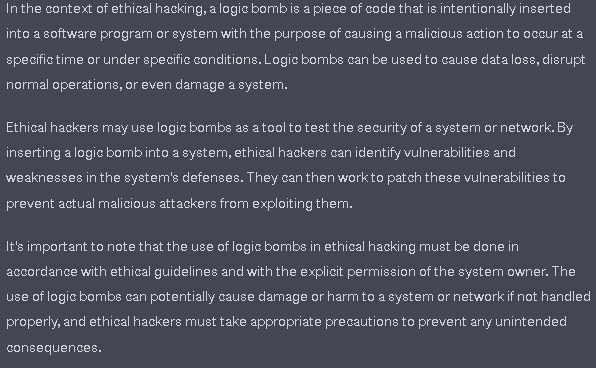 In the context of ethical hacking, a logic bomb is a piece of code that is intentionally inserted
into a software program or system with the purpose of causing a malicious action to occur at a
specific time or under specific conditions. Logic bombs can be used to cause data loss, disrupt
normal operations, or even damage a system.
Ethical hackers may use logic bombs as a tool to test the security of a system or network. By
inserting a logic bomb into a system, ethical hackers can identify vulnerabilities and
weaknesses in the system's defenses. They can then work to patch these vulnerabilities to
prevent actual malicious attackers from exploiting them.
It's important to note that the use of logic bombs in ethical hacking must be done in
accordance with ethical guidelines and with the explicit permission of the system owner. The
use of logic bombs can potentially cause damage or harm to a system or network if not handled
properly, and ethical hackers must take appropriate precautions to prevent any unintended
consequences.